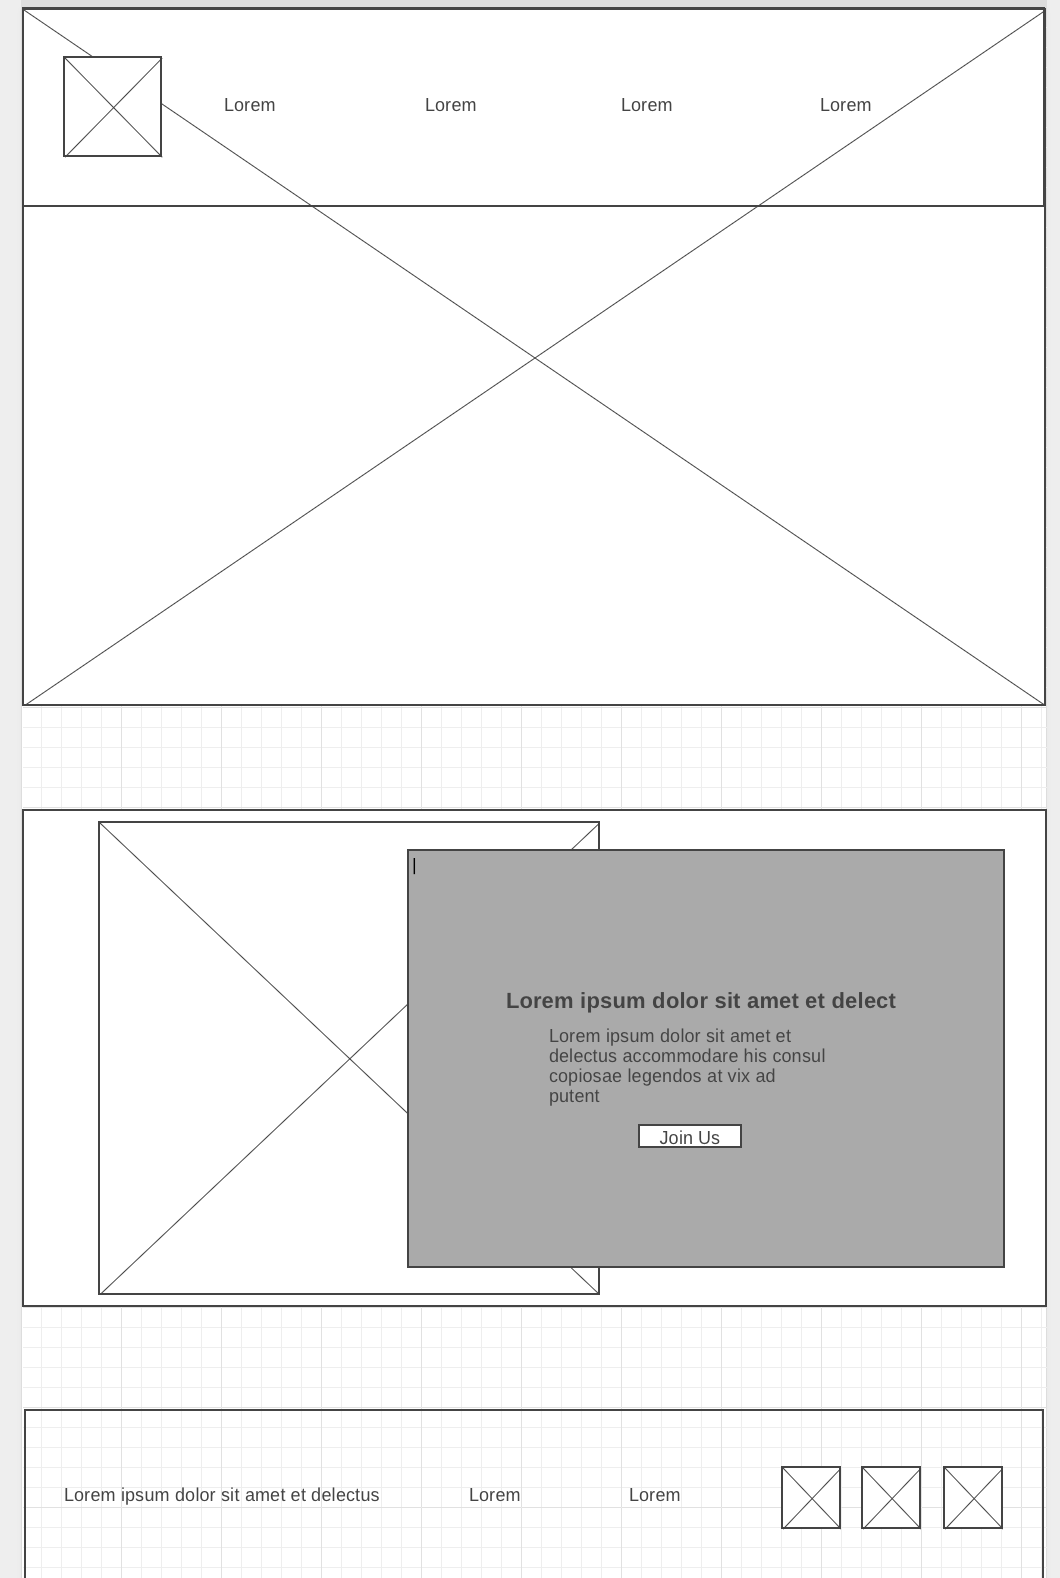 Lorem Lorem Lorem Lorem
Lorem ipsum dolor sit amet et delect
Lorem ipsum dolor sit amet et
delectus accommodare his consul
copiosae legendos at vix ad
putent
Join Us
Lorem ipsum dolor sit amet et delectus Lorem Lorem